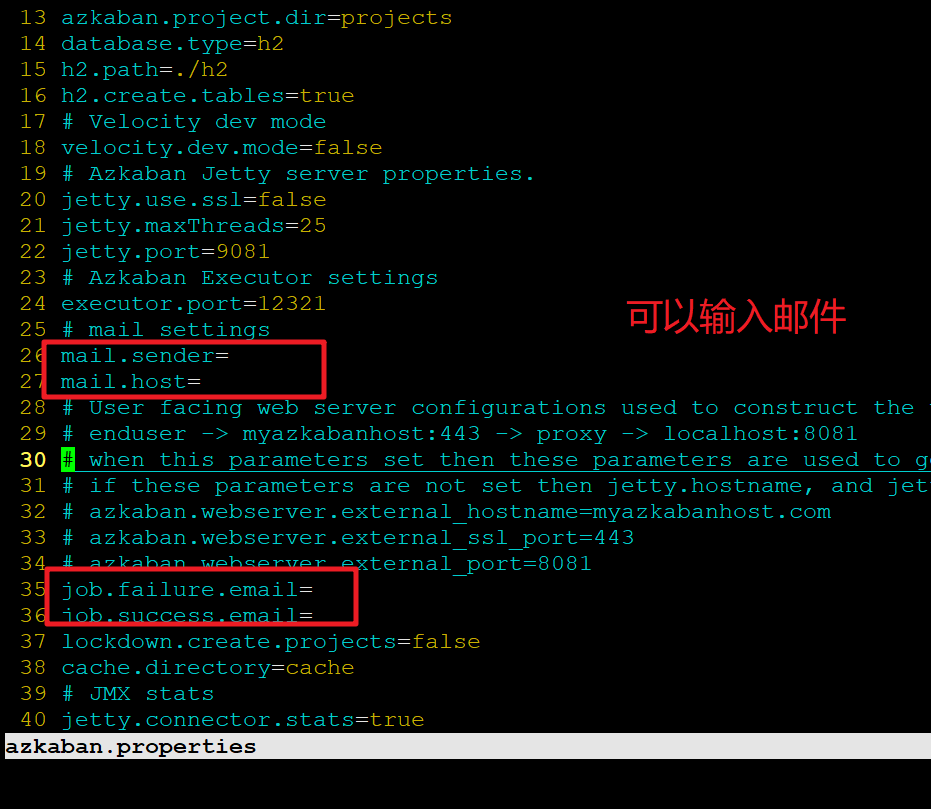 13 azkaban.project.dir=projects
14 database.type=h2
15 h2.path=./h2
16 h2.create.tables=true
17 # Velocity dev mode
18 velocity.dev.mode=false
19 # Azkaban Jetty server properties.
20 jetty.use.ssl=false
21 jetty.maxThreads=25
22 jetty.port=9081
23 # Azkaban Executor settings
24 executor.port=12321
可以输入邮件
25 # mail settings
26 mail.sender=
27 mail.host=
28 # User facing web server configurations used to construct the
29 # enduser -> myazkabanhost:443 -> proxy -> localhost:8081
30 # when this parameters set then these parameters are used to g
31 # if these parameters are not set then jetty.hostname, and jet
32 # azkaban.webserver.external_hostname=myazkabanhost.com
33 # azkaban.webserver.external_ssl_port=443
34 # azkaban.webserver.external_port=8081
35 job.failure.email=
36 job.success.email=
37 lockdown.create.projects=false
38 cache.directory=cache
39 # JMX stats
40 jetty.connector.stats=true
azkaban.properties